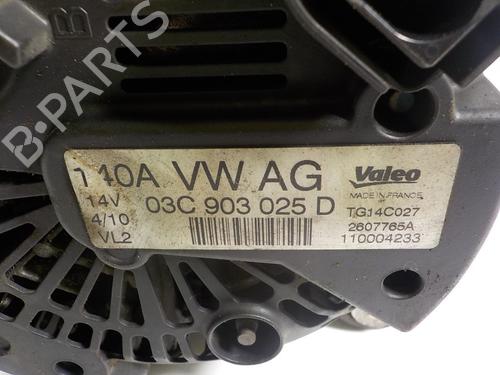 B
B-PARTS
140A VW AG
14V
03C 903 025 D
4/10
VL2
Valeo
MADE IN FRANCE
TG14C027
2607765A
110004233